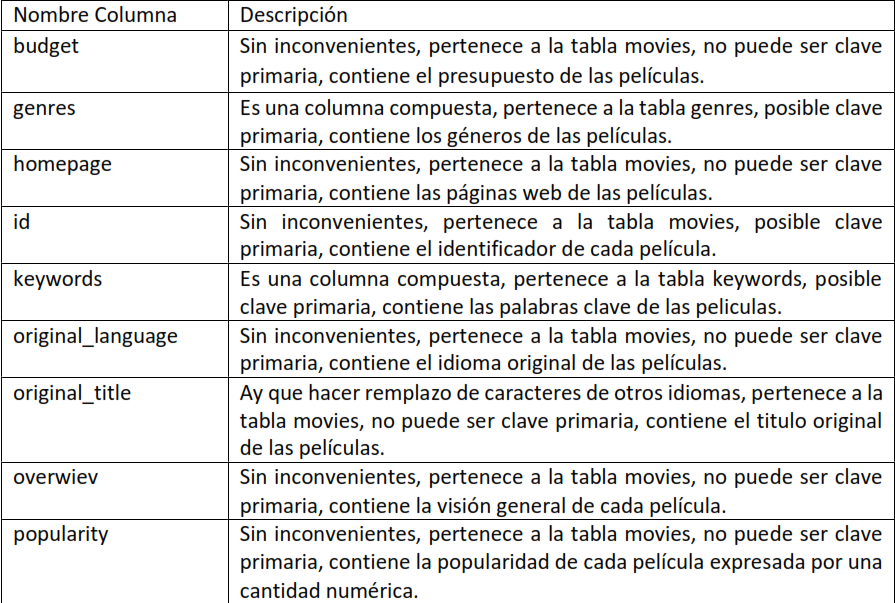 Nombre Columna Descripción
budget Sin inconvenientes, pertenece a la tabla movies, no puede ser clave
primaria, contiene el presupuesto de las películas.
genres Es una columna compuesta, pertenece a la tabla genres, posible clave
primaria, contiene los géneros de las películas.
homepage Sin inconvenientes, pertenece a la tabla movies, no puede ser clave
primaria, contiene las páginas web de las películas.
id Sin inconvenientes, pertenece a la tabla movies, posible clave
primaria, contiene el identificador de cada película.
keywords Es una columna compuesta, pertenece a la tabla keywords, posible
clave primaria, contiene las palabras clave de las peliculas.
original_language Sin inconvenientes, pertenece a la tabla movies, no puede ser clave
primaria, contiene el idioma original de las películas.
original_title Ay que hacer remplazo de caracteres de otros idiomas, pertenece a la
tabla movies, no puede ser clave primaria, contiene el titulo original
de las películas.
overwiev Sin inconvenientes, pertenece a la tabla movies, no puede ser clave
primaria, contiene la visión general de cada película.
popularity Sin inconvenientes, pertenece a la tabla movies, no puede ser clave
primaria, contiene la popularidad de cada película expresada por una
cantidad numérica.